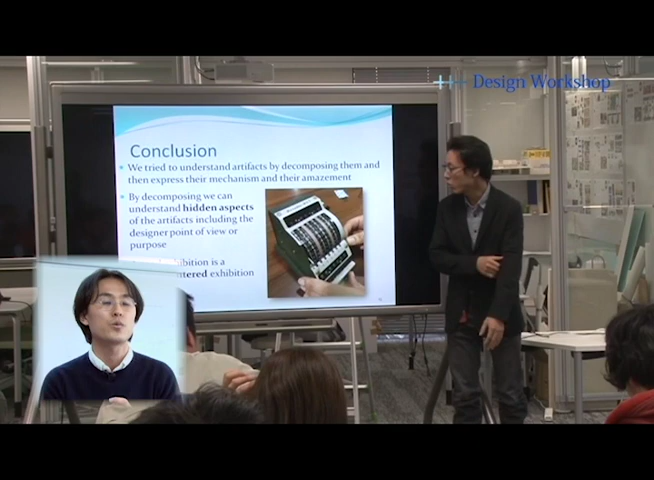 Design Workshop
Conclusion
We tried to understand artifacts by decomposing them and
then express their mechanism and their amazement
By decomposing we can
understand hidden aspects
of the artifacts including the
designer point of view or
purpose
ibition is a
ntered exhibition